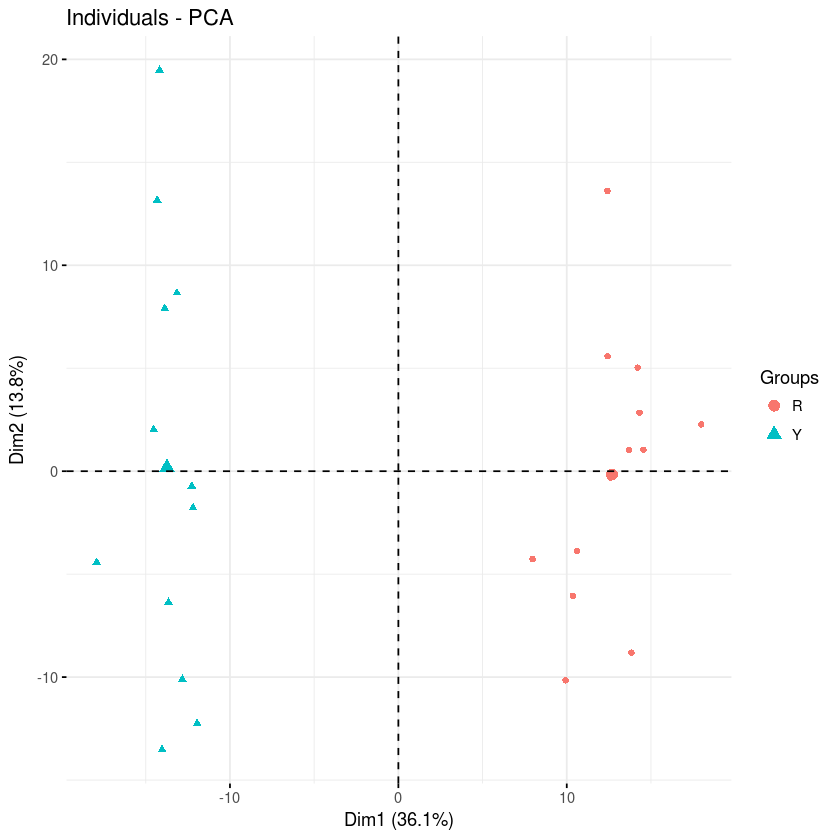 Individuals - PCA
20
10
0
-10
Dim2 (13.8%)
-10
0
10
Dim1 (36.1%)
Groups
R
Y